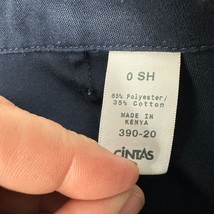 0 SH
65% Polyester/
35% Cotton
MADE IN
KENYA
390-20
CINTAS